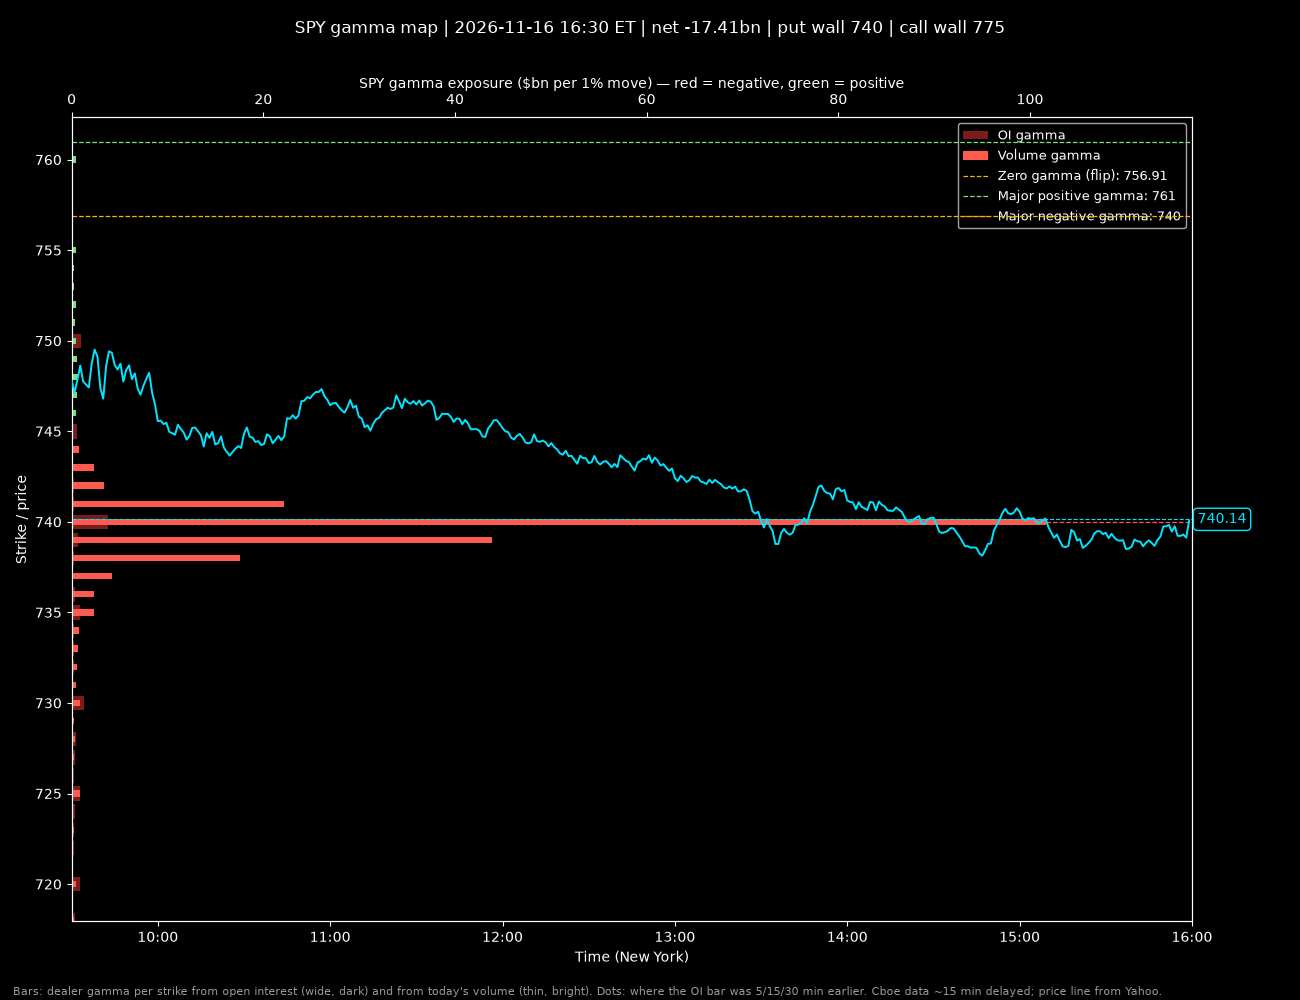 SPY gamma map | 2026-11-16 16:30 ET | net -17.41bn | put wall 740 | call wall 775
SPY gamma exposure ($bn per 1% move) — red = negative, green = positive
0 20 40 60 80 100
OI gamma
Volume gamma
Zero gamma (flip): 756.91
Major positive gamma: 761
Major negative gamma: 740
760
755
750
745
740
735
730
725
720
Strike / price
740.14
10:00 11:00 12:00 13:00 14:00 15:00 16:00
Time (New York)
Bars: dealer gamma per strike from open interest (wide, dark) and from today's volume (thin, bright). Dots: where the OI bar was 5/15/30 min earlier. Cboe data ~15 min delayed; price line from Yahoo.